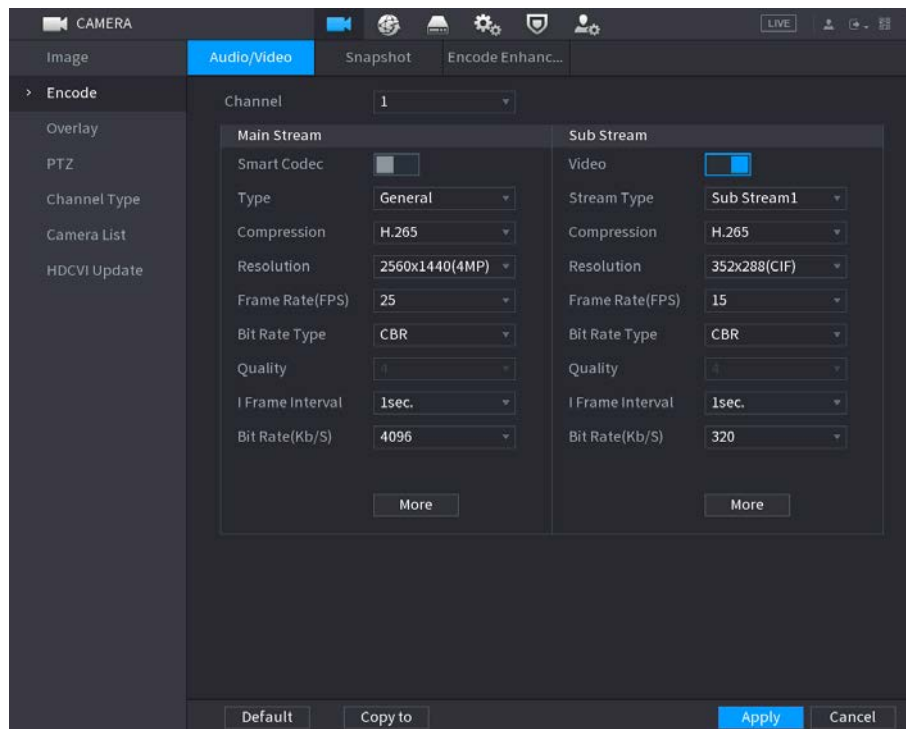 CAMERA LIVE
Image
Encode
Overlay
PTZ
Channel Type
Camera List
HDCVI Update
Audio/Video Snapshot Encode Enhanc...
Channel 1
Main Stream Sub Stream
Smart Codec Video
Type General Stream Type Sub Stream1
Compression H.265 Compression H.265
Resolution 2560x1440(4MP) Resolution 352x288(CIF)
Frame Rate(FPS) 25 Frame Rate(FPS) 15
Bit Rate Type CBR Bit Rate Type CBR
Quality 4 Quality 4
I Frame Interval 1sec. I Frame Interval 1sec.
Bit Rate(Kb/S) 4096 Bit Rate(Kb/S) 320
More More
Default Copy to Apply Cancel